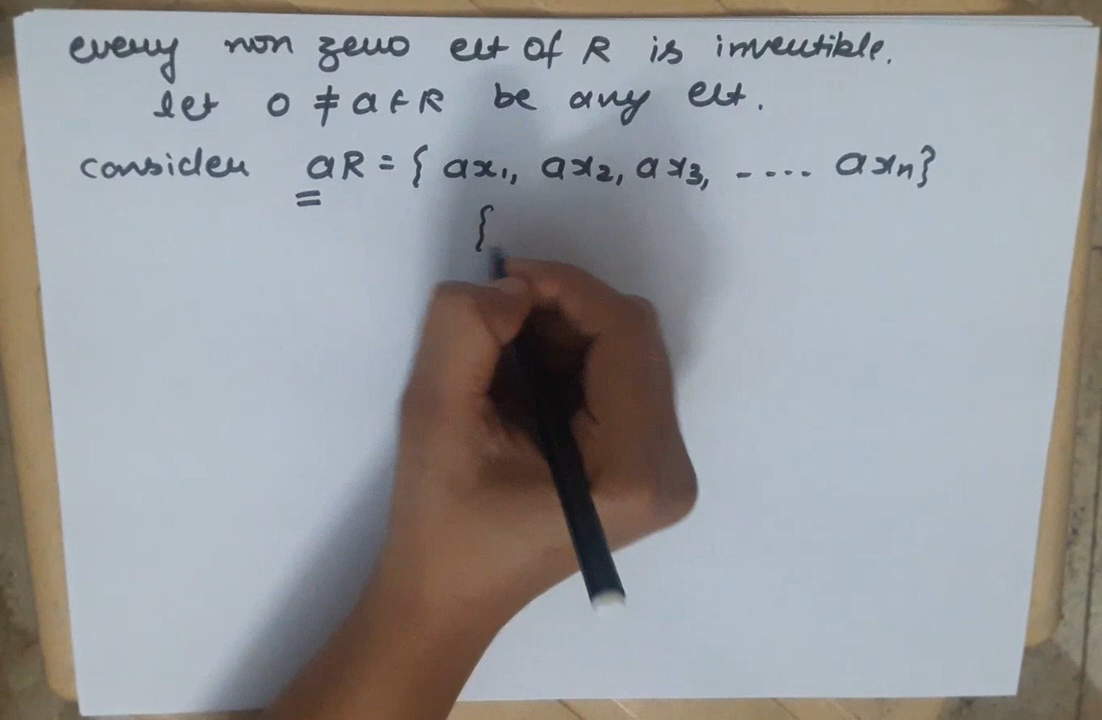 every non zero elt of R is invertible.
let 0 ≠ a ∈ R be any elt.
consider aR = { ax₁, ax₂, ax₃, ---- axₙ}
{